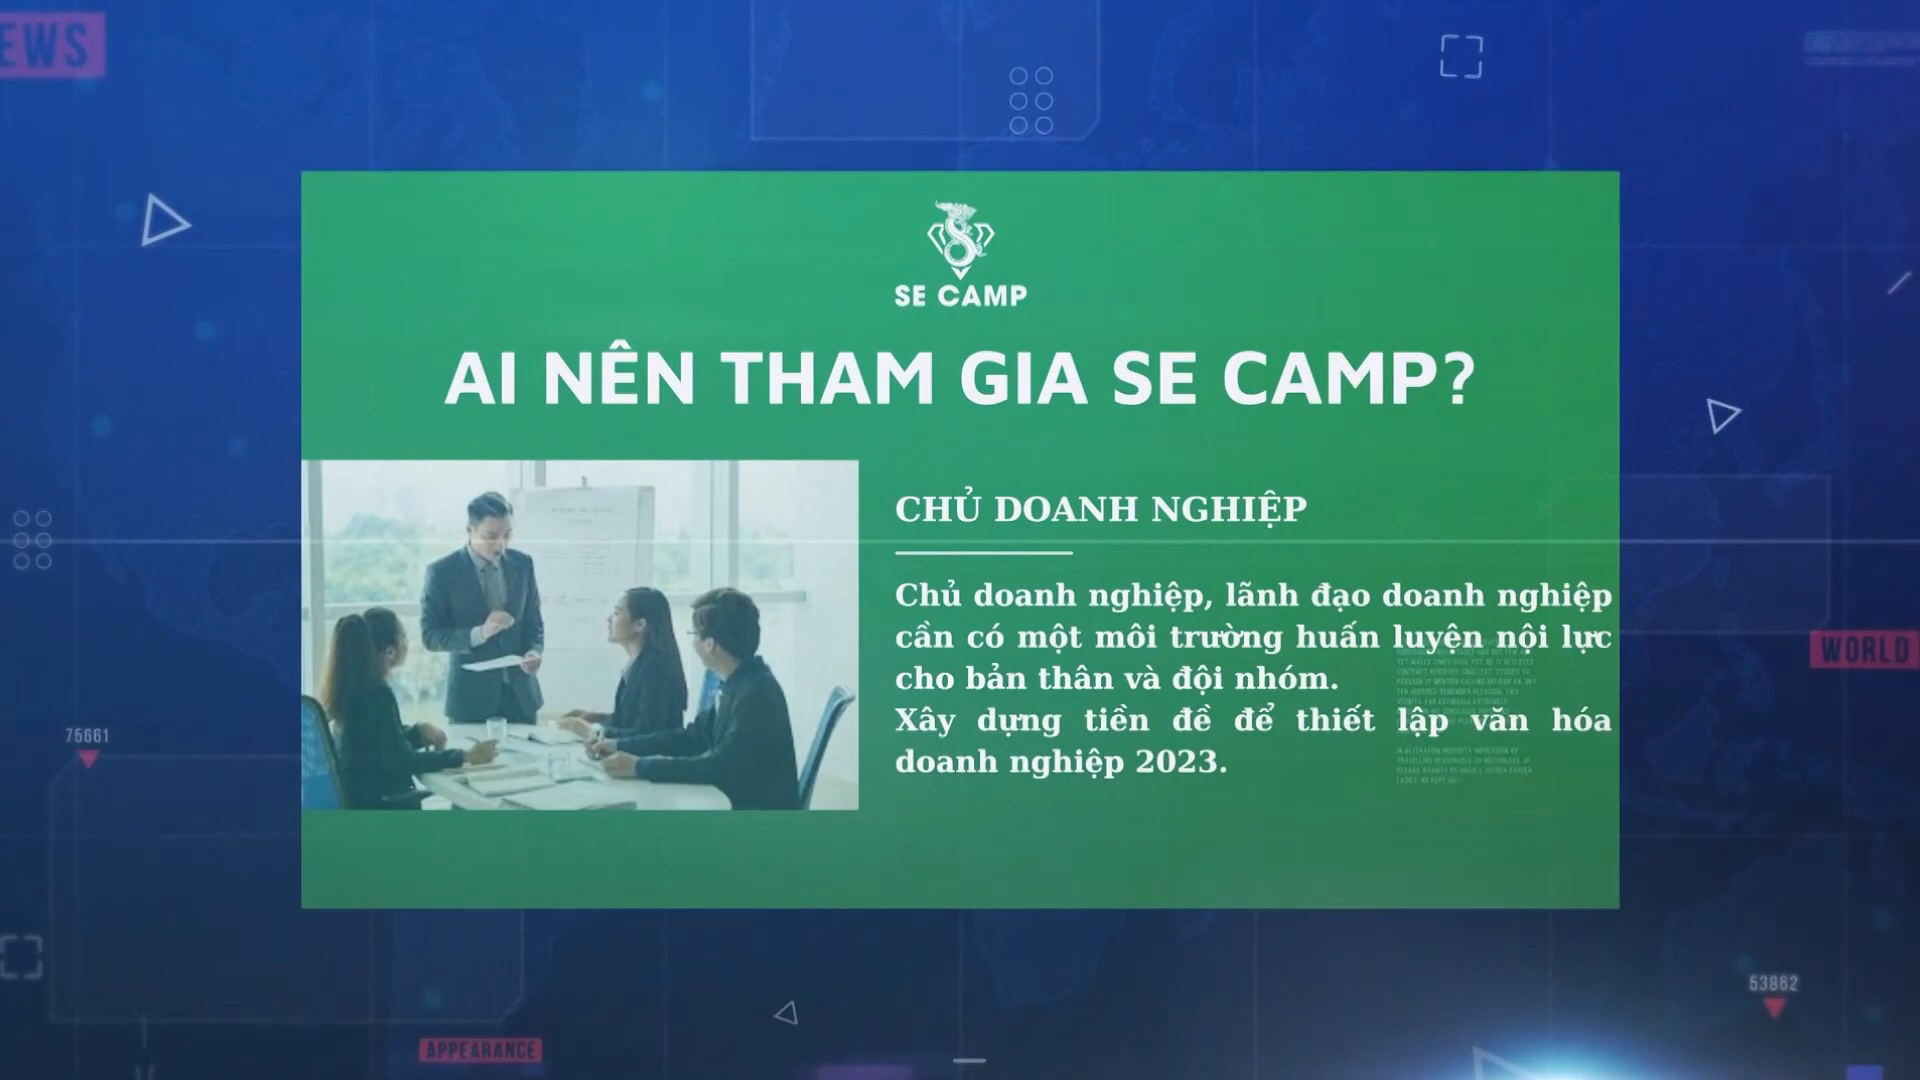 EWS
SE CAMP
AI NÊN THAM GIA SE CAMP?
CHỦ DOANH NGHIỆP
Chủ doanh nghiệp, lãnh đạo doanh nghiệp
cần có một môi trường huấn luyện nội lực
cho bản thân và đội nhóm.
Xây dựng tiền đề để thiết lập văn hóa
doanh nghiệp 2023.
WORLD
75661
53862
APPEARANCE